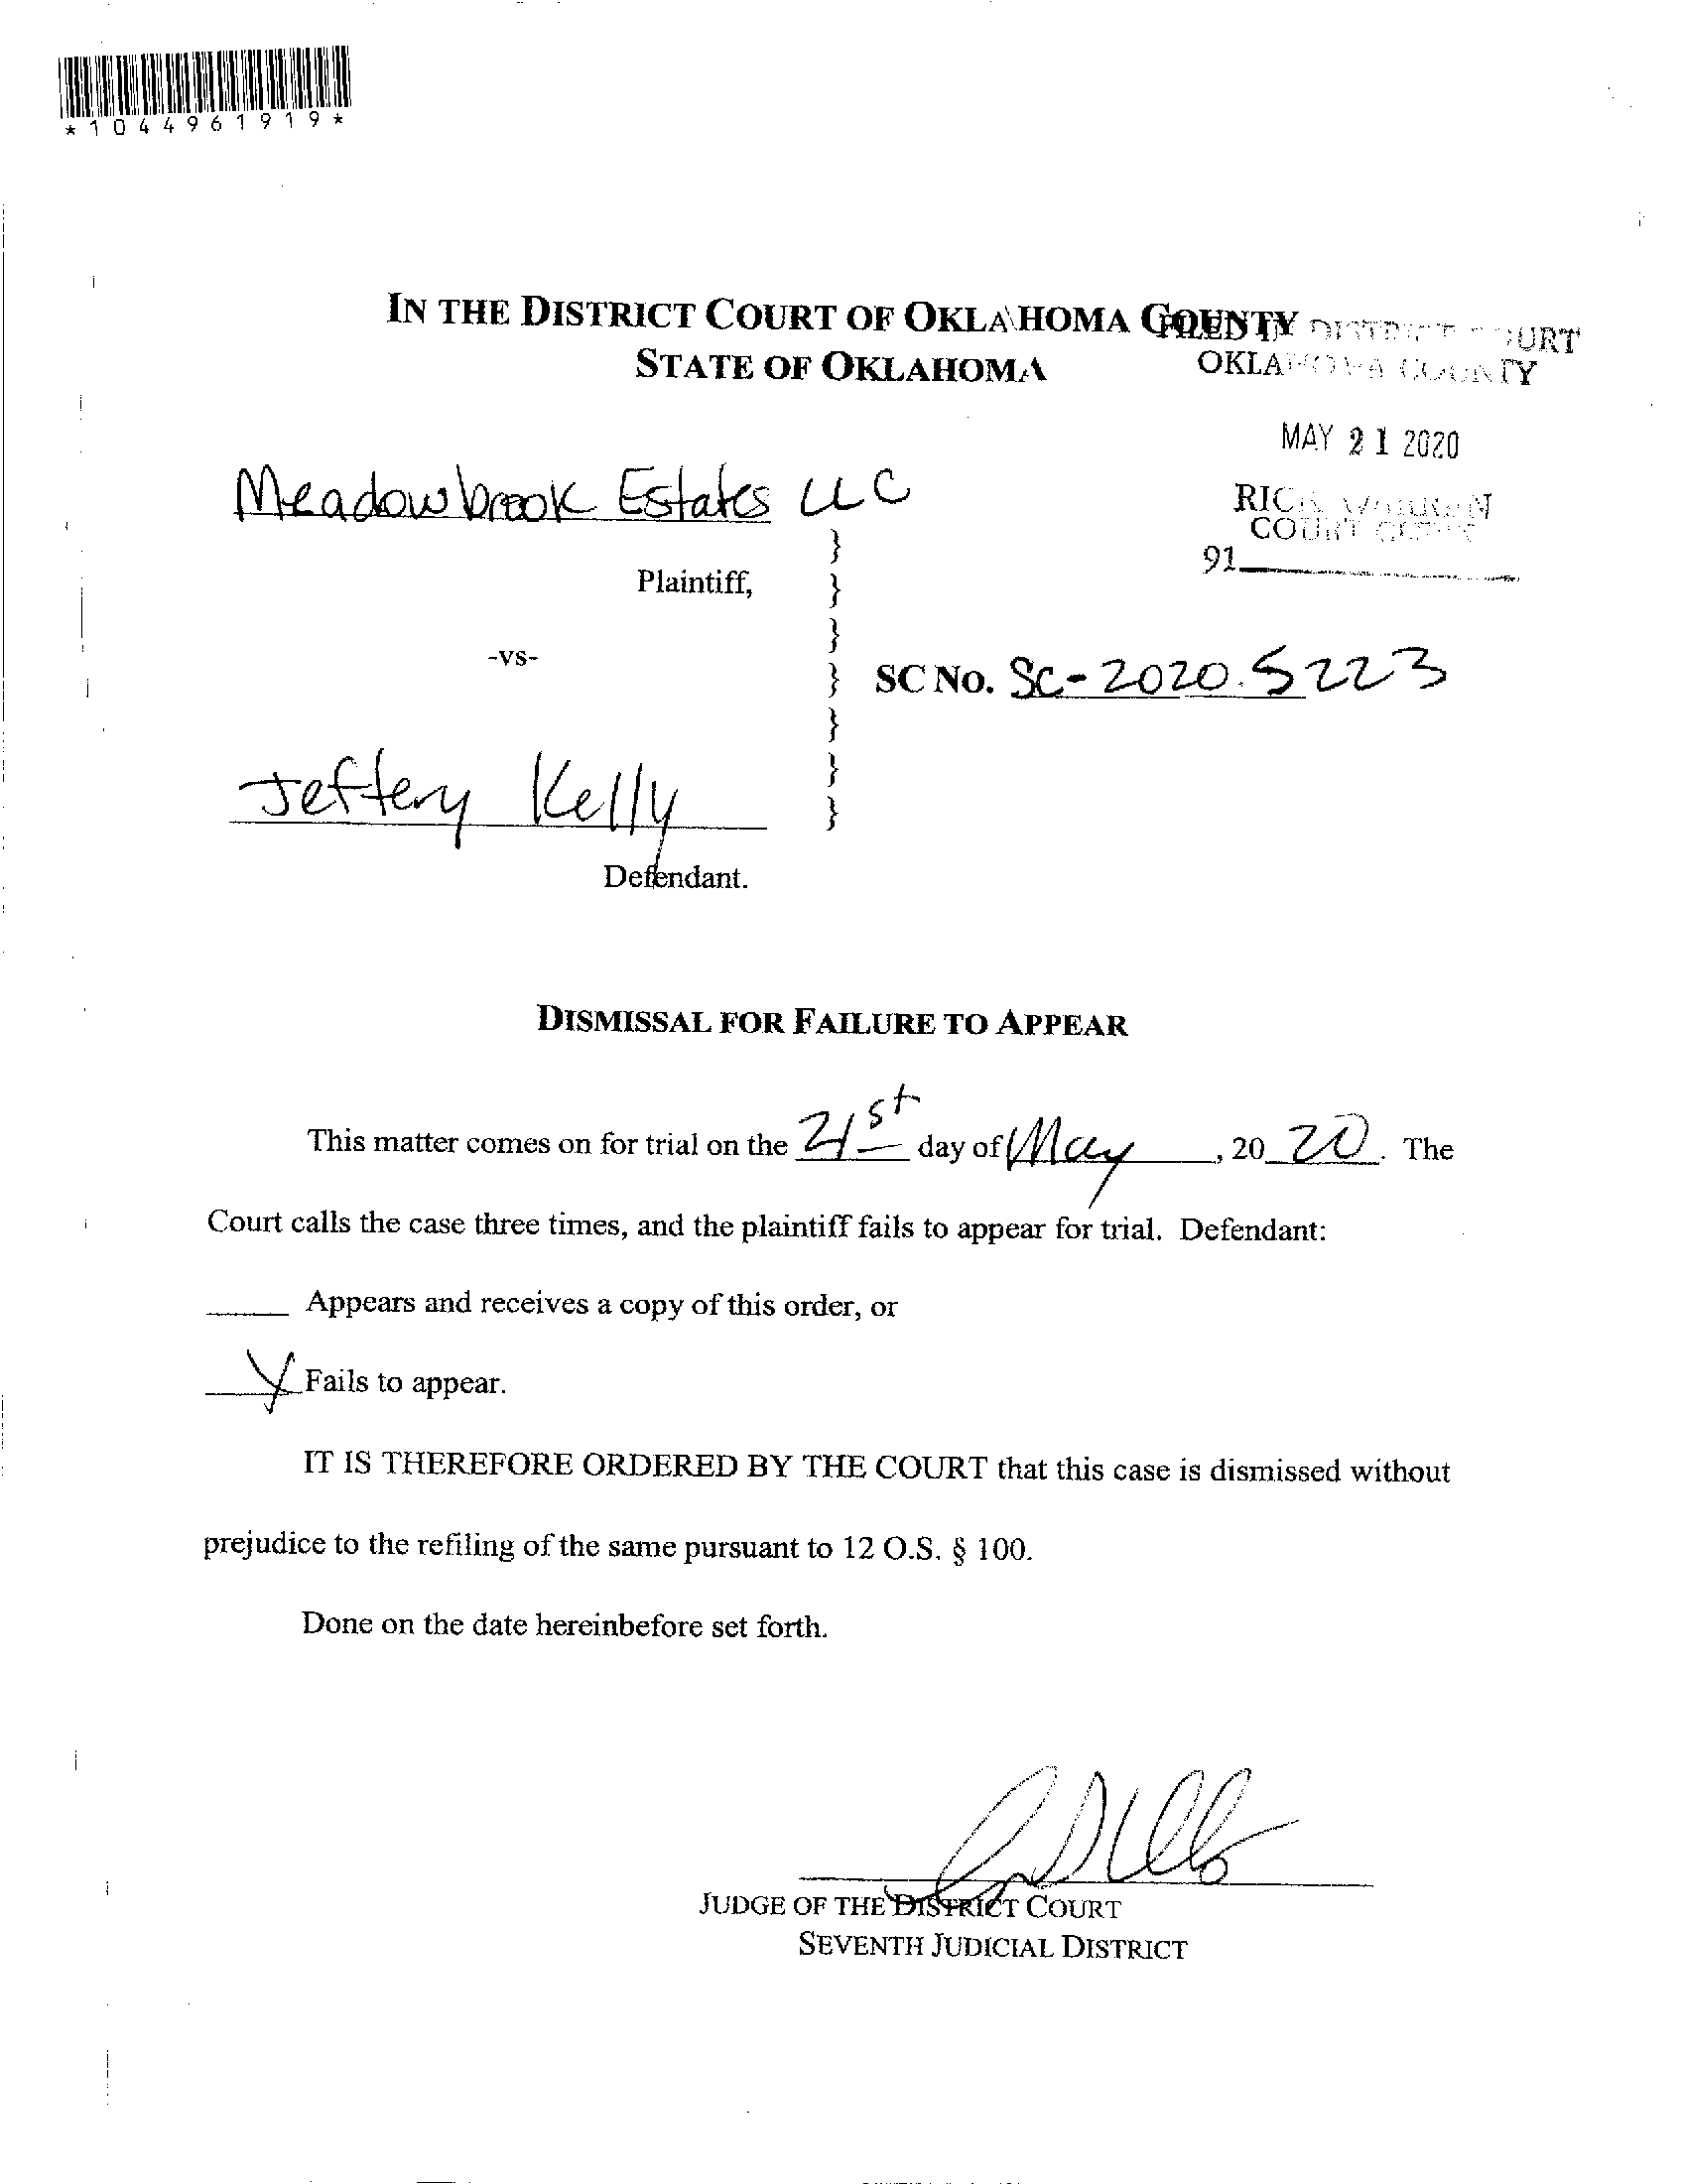 *1044961919*
IN THE DISTRICT COURT OF OKLAHOMA COUNTY
STATE OF OKLAHOMA
FILED IN DISTRICT COURT
OKLAHOMA COUNTY
MAY 21 2020
RICK WARREN
COURT CLERK
91
Meadowbrook Estates LLC
Plaintiff,
-vs-
SC NO. SC-2020-5223
Jeffery Kelly
Defendant.
DISMISSAL FOR FAILURE TO APPEAR
This matter comes on for trial on the 21st day of May, 20 20. The
Court calls the case three times, and the plaintiff fails to appear for trial. Defendant:
____ Appears and receives a copy of this order, or
X Fails to appear.
IT IS THEREFORE ORDERED BY THE COURT that this case is dismissed without
prejudice to the refiling of the same pursuant to 12 O.S. § 100.
Done on the date hereinbefore set forth.
JUDGE OF THE DISTRICT COURT
SEVENTH JUDICIAL DISTRICT